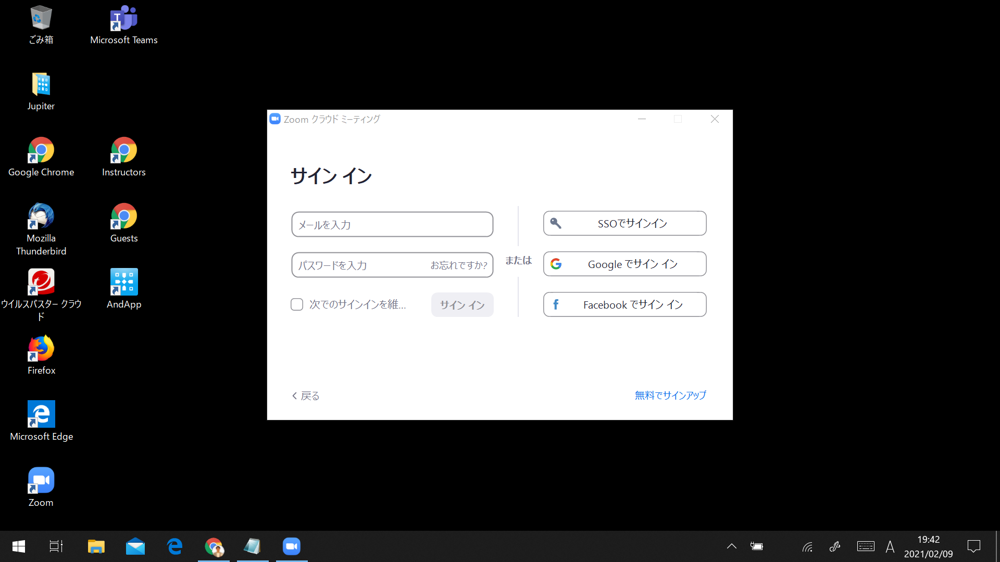 ごみ箱
Microsoft Teams
Jupiter
Google Chrome
Instructors
Mozilla
Thunderbird
Guests
ウイルスバスター クラウ
ド
AndApp
Firefox
Microsoft Edge
Zoom
Zoom クラウド ミーティング
サイン イン
メールを入力
パスワードを入力
お忘れですか?
次でのサインインを維...
サイン イン
または
SSOでサインイン
Google でサイン イン
Facebook でサイン イン
戻る
無料でサインアップ
A
19:42
2021/02/09